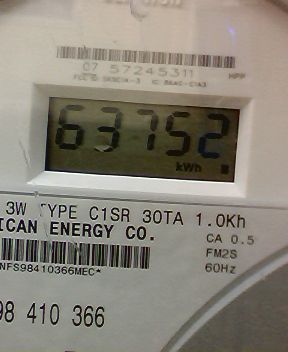 07 57245311 HPP
63752
kWh
3W TYPE C1SR 30TA 1.0Kh
ICAN ENERGY CO.
CA 0.5
FM2S
NFS98410366MEC*
60Hz
98 410 366